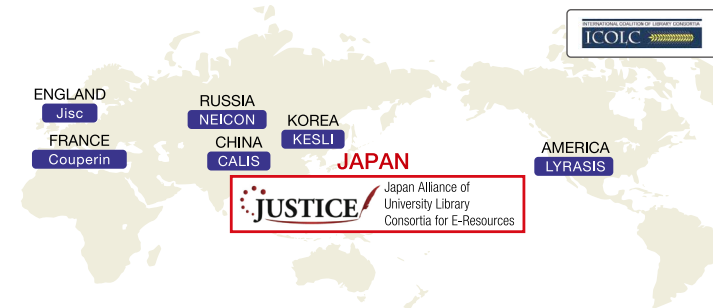 INTERNATIONAL COALITION OF LIBRARY CONSORTIA
ICOLC
ENGLAND
Jisc
FRANCE
Couperin
RUSSIA
NEICON
CHINA
CALIS
KOREA
KESLI
JAPAN
JUSTICE
Japan Alliance of
University Library
Consortia for E-Resources
AMERICA
LYRASIS